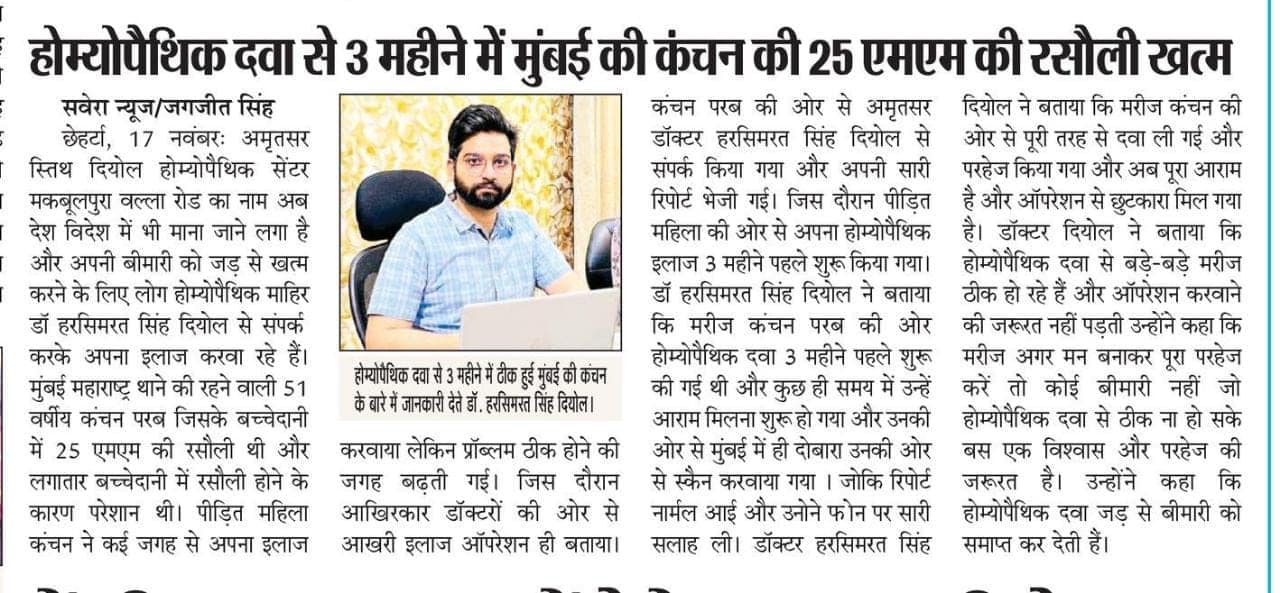 होम्योपैथिक दवा से 3 महीने में मुंबई की कंचन की 25 एमएम की रसौली खत्म
सवेरा न्यूज/जगजीत सिंह
छेहर्टा, 17 नवंबरः अमृतसर
स्तिथ दियोल होम्योपैथिक सेंटर
मकबूलपुरा वल्ला रोड का नाम अब
देश विदेश में भी माना जाने लगा है
और अपनी बीमारी को जड़ से खत्म
करने के लिए लोग होम्योपैथिक माहिर
डॉ हरसिमरत सिंह दियोल से संपर्क
करके अपना इलाज करवा रहे हैं।
मुंबई महाराष्ट्र थाने की रहने वाली 51
वर्षीय कंचन परब जिसके बच्चेदानी
में 25 एमएम की रसौली थी और
लगातार बच्चेदानी में रसौली होने के
कारण परेशान थी। पीड़ित महिला
कंचन ने कई जगह से अपना इलाज
होम्योपैथिक दवा से 3 महीने में ठीक हुई मुंबई की कंचन
के बारे में जानकारी देते डॉ. हरसिमरत सिंह दियोल।
करवाया लेकिन प्रॉब्लम ठीक होने की
जगह बढ़ती गई। जिस दौरान
आखिरकार डॉक्टरों की ओर से
आखरी इलाज ऑपरेशन ही बताया।
कंचन परब की ओर से अमृतसर
डॉक्टर हरसिमरत सिंह दियोल से
संपर्क किया गया और अपनी सारी
रिपोर्ट भेजी गई। जिस दौरान पीड़ित
महिला की ओर से अपना होम्योपैथिक
इलाज 3 महीने पहले शुरू किया गया।
डॉ हरसिमरत सिंह दियोल ने बताया
कि मरीज कंचन परब की ओर
होम्योपैथिक दवा 3 महीने पहले शुरू
की गई थी और कुछ ही समय में उन्हें
आराम मिलना शुरू हो गया और उनकी
ओर से मुंबई में ही दोबारा उनकी ओर
से स्कैन करवाया गया । जोकि रिपोर्ट
नार्मल आई और उनोने फोन पर सारी
सलाह ली। डॉक्टर हरसिमरत सिंह
दियोल ने बताया कि मरीज कंचन की
ओर से पूरी तरह से दवा ली गई और
परहेज किया गया और अब पूरा आराम
है और ऑपरेशन से छुटकारा मिल गया
है। डॉक्टर दियोल ने बताया कि
होम्योपैथिक दवा से बड़े-बड़े मरीज
ठीक हो रहे हैं और ऑपरेशन करवाने
की जरूरत नहीं पड़ती उन्होंने कहा कि
मरीज अगर मन बनाकर पूरा परहेज
करें तो कोई बीमारी नहीं जो
होम्योपैथिक दवा से ठीक ना हो सके
बस एक विश्वास और परहेज की
जरूरत है। उन्होंने कहा कि
होम्योपैथिक दवा जड़ से बीमारी को
समाप्त कर देती हैं।